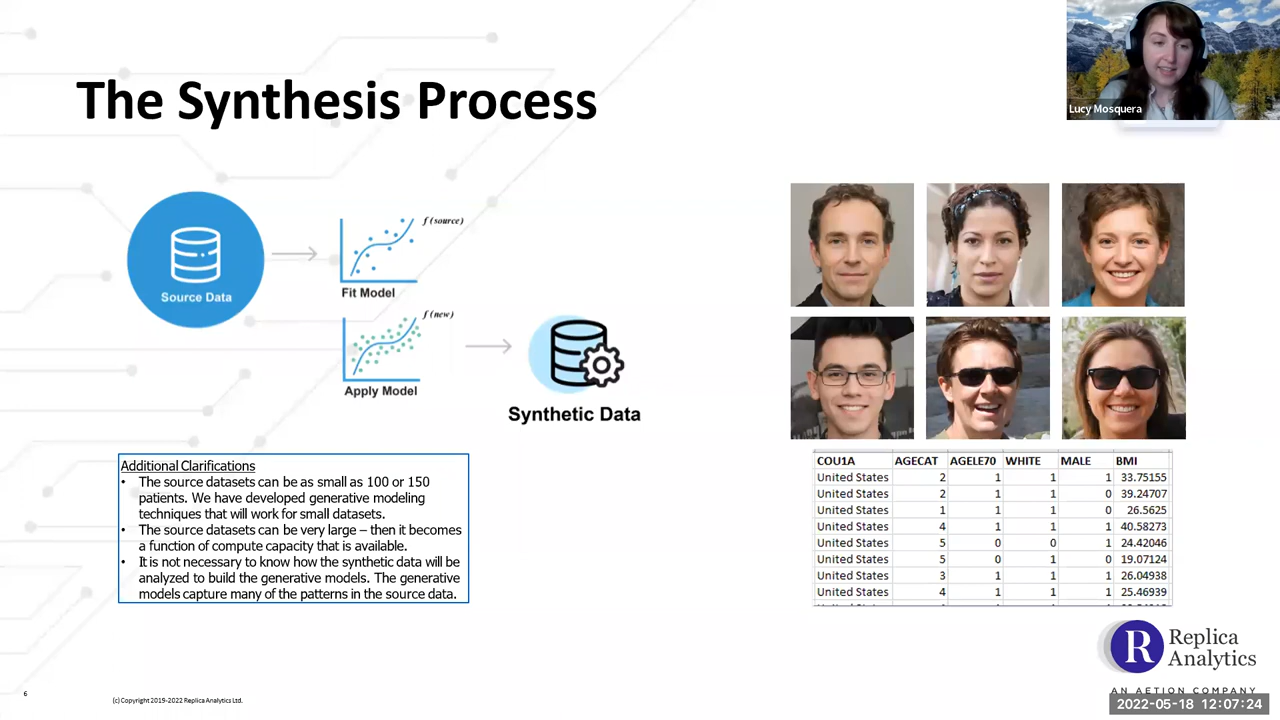 The Synthesis Process
Lucy Mosquera
Source Data
f(source)
Fit Model
f(new)
Apply Model
Synthetic Data
Additional Clarifications
• The source datasets can be as small as 100 or 150
patients. We have developed generative modeling
techniques that will work for small datasets.
• The source datasets can be very large – then it becomes
a function of compute capacity that is available.
• It is not necessary to know how the synthetic data will be
analyzed to build the generative models. The generative
models capture many of the patterns in the source data.
COU1A AGECAT AGELE70 WHITE MALE BMI
United States 2 1 1 1 33.75155
United States 2 1 1 0 39.24707
United States 1 1 1 0 26.5625
United States 4 1 1 1 40.58273
United States 5 0 0 1 24.42046
United States 5 0 1 0 19.07124
United States 3 1 1 1 26.04938
United States 4 1 1 1 25.46939
R Replica
Analytics
AN AETION COMPANY
2022-05-18 12:07:24
6
(c) Copyright 2019-2022 Replica Analytics Ltd.